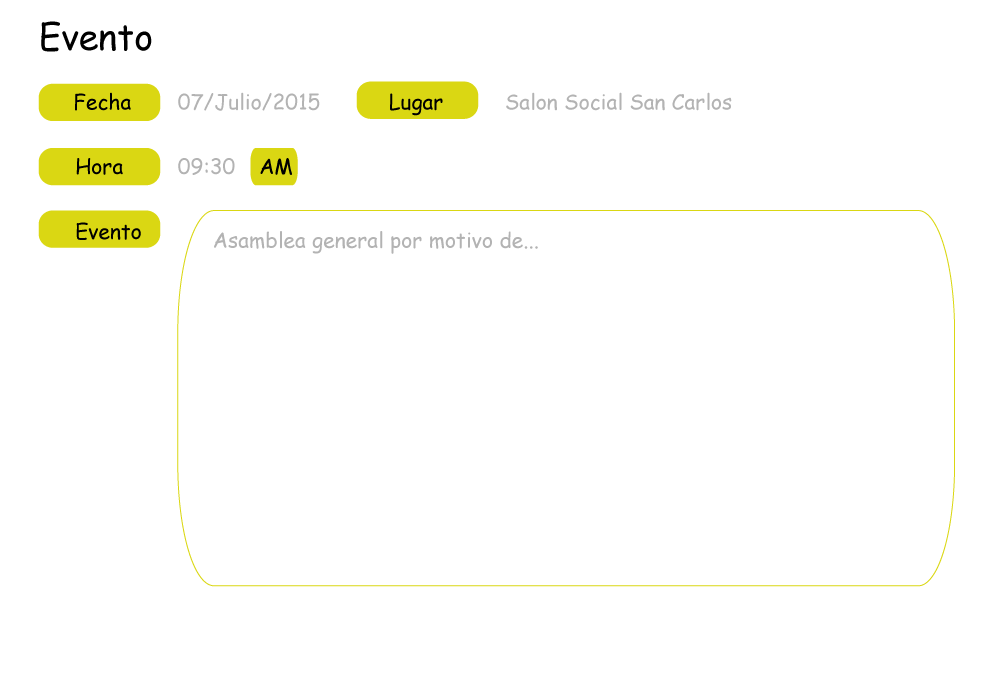 Evento
Fecha 07/Julio/2015 Lugar Salon Social San Carlos
Hora 09:30 AM
Evento Asamblea general por motivo de...